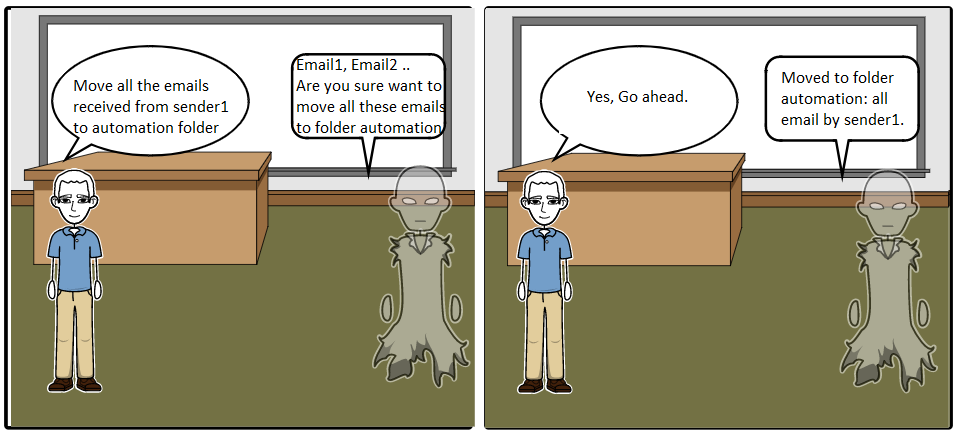 Move all the emails
received from sender1
to automation folder
Email1, Email2 ..
Are you sure want to
move all these emails
to folder automation
Yes, Go ahead.
Moved to folder
automation: all
email by sender1.